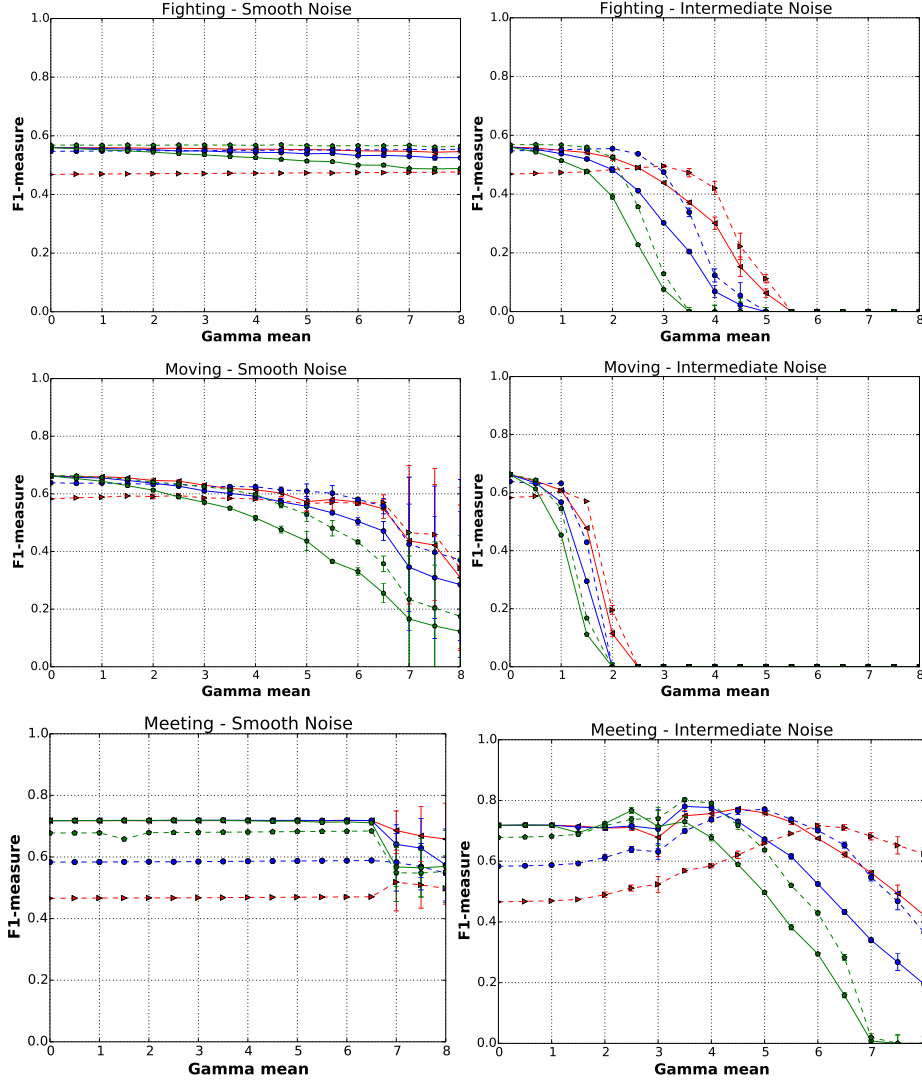 Fighting - Smooth Noise
1.0
0.8
0.6
0.4
0.2
0.0
F1-measure
0 1 2 3 4 5 6 7 8
Gamma mean
Fighting - Intermediate Noise
1.0
0.8
0.6
0.4
0.2
0.0
F1-measure
0 1 2 3 4 5 6 7 8
Gamma mean
Moving - Smooth Noise
1.0
0.8
0.6
0.4
0.2
0.0
F1-measure
0 1 2 3 4 5 6 7 8
Gamma mean
Moving - Intermediate Noise
1.0
0.8
0.6
0.4
0.2
0.0
F1-measure
0 1 2 3 4 5 6 7 8
Gamma mean
Meeting - Smooth Noise
1.0
0.8
0.6
0.4
0.2
0.0
F1-measure
0 1 2 3 4 5 6 7 8
Gamma mean
Meeting - Intermediate Noise
1.0
0.8
0.6
0.4
0.2
0.0
F1-measure
0 1 2 3 4 5 6 7 8
Gamma mean